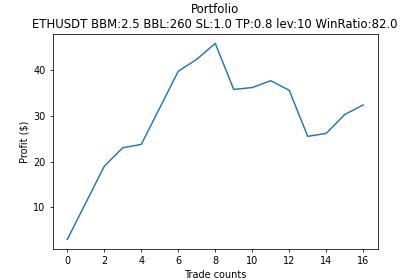 Portfolio
ETHUSDT BBM:2.5 BBL:260 SL:1.0 TP:0.8 lev:10 WinRatio:82.0
40
30
20
10
Profit ($)
0 2 4 6 8 10 12 14 16
Trade counts